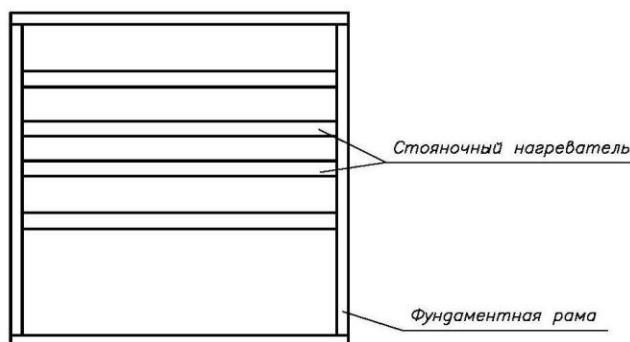 Стояночный нагреватель
Фундаментная рама